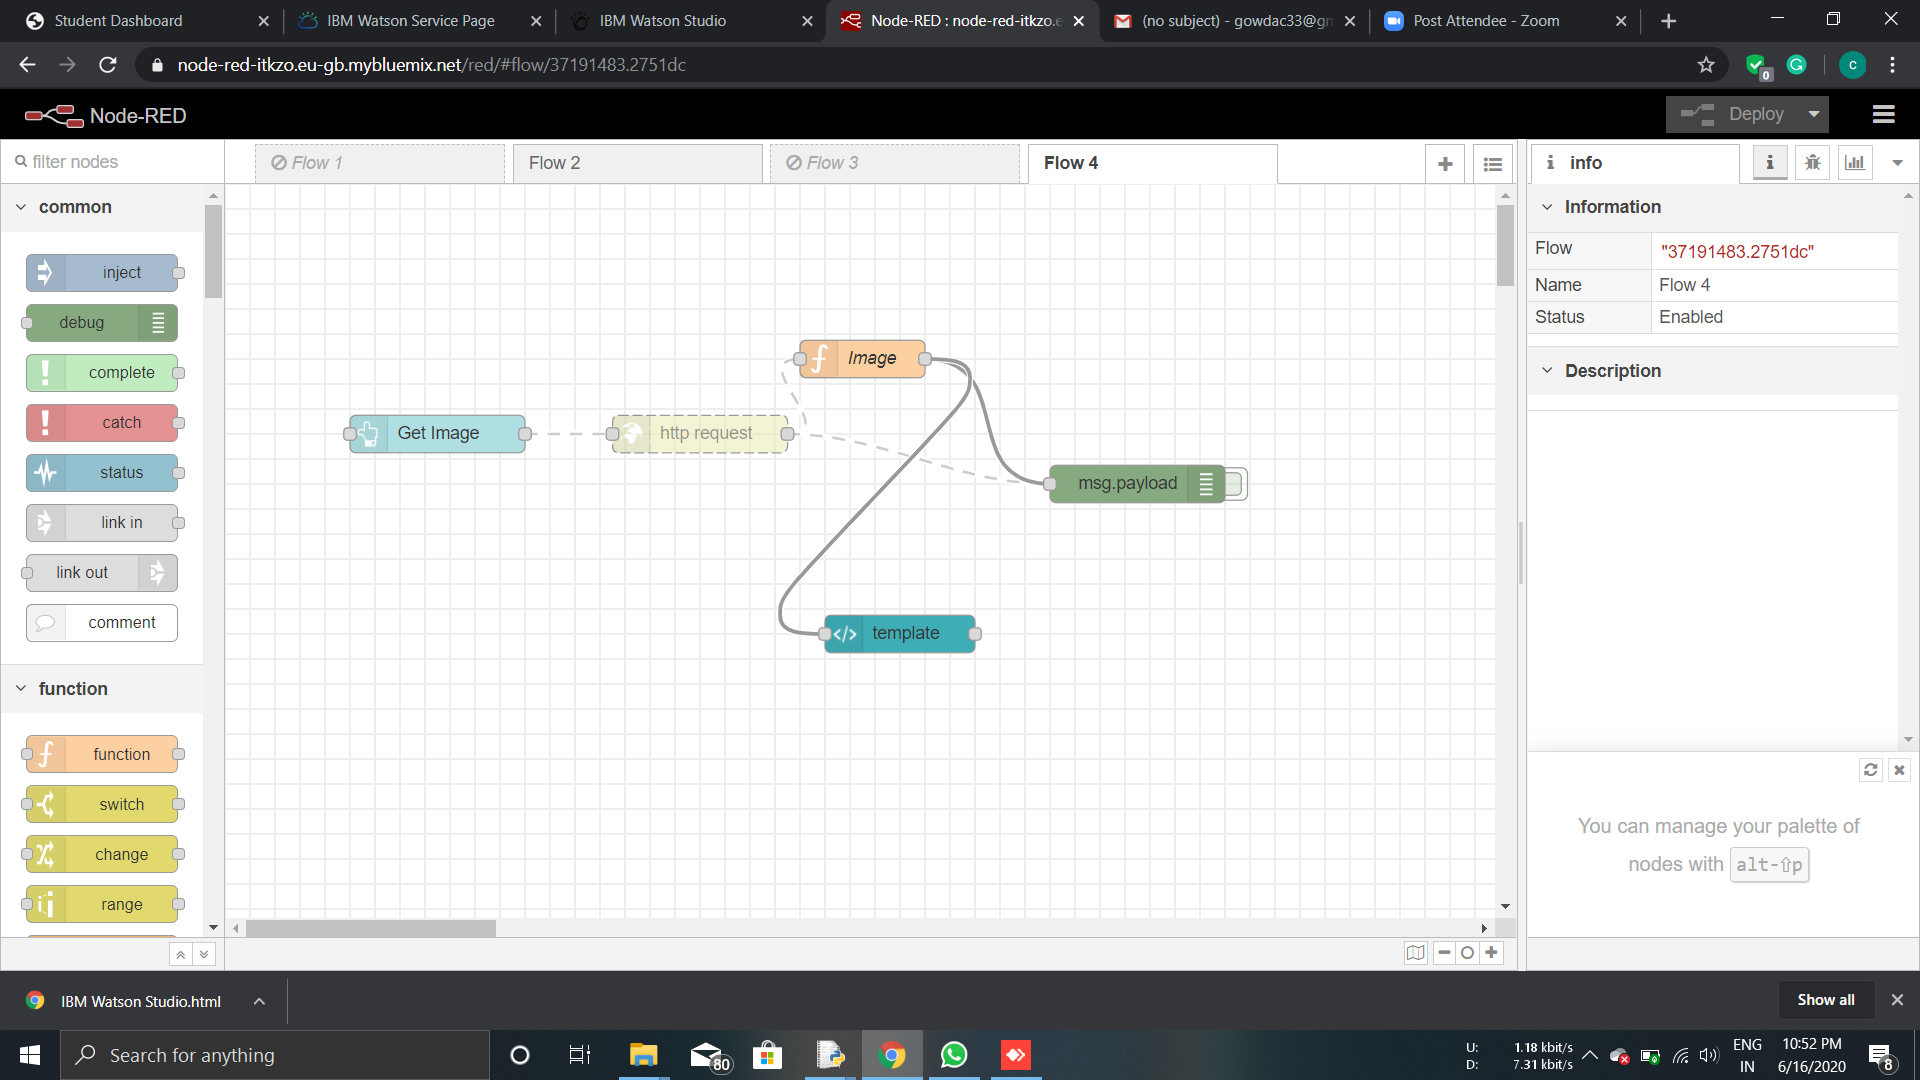 Student Dashboard
IBM Watson Service Page
IBM Watson Studio
Node-RED : node-red-itkzo.e
(no subject) - gowdac33@gm
Post Attendee - Zoom
node-red-itkzo.eu-gb.mybluemix.net/red/#flow/37191483.2751dc
0
c
Node-RED
Deploy
filter nodes
Flow 1
Flow 2
Flow 3
Flow 4
i info
i
common
inject
debug
complete
catch
status
link in
link out
comment
function
function
switch
change
range
Get Image
http request
Image
msg.payload
template
Information
Flow "37191483.2751dc"
Name Flow 4
Status Enabled
Description
You can manage your palette of
nodes with alt-⇧p
IBM Watson Studio.html
Show all
Search for anything
80
U: 1.18 kbit/s
D: 7.31 kbit/s
ENG
IN
10:52 PM
6/16/2020
8